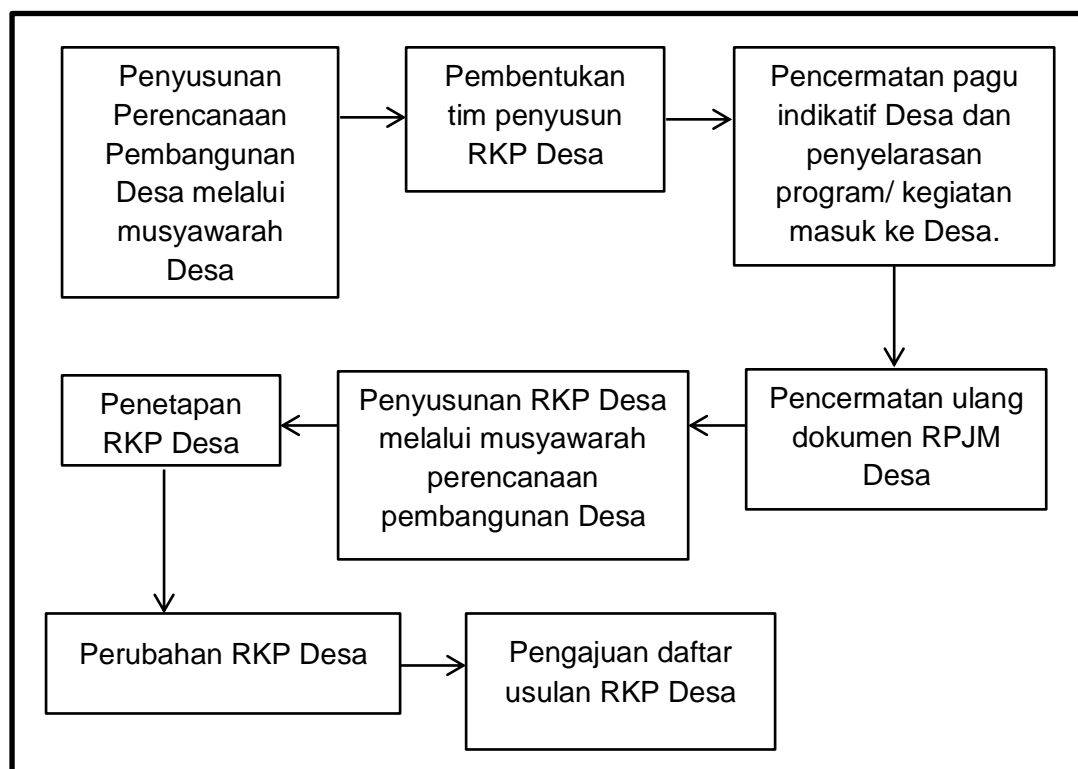 Penyusunan
Perencanaan
Pembangunan
Desa melalui
musyawarah
Desa
Pembentukan
tim penyusun
RKP Desa
Pencermatan pagu
indikatif Desa dan
penyelarasan
program/ kegiatan
masuk ke Desa.
Pencermatan ulang
dokumen RPJM
Desa
Penyusunan RKP Desa
melalui musyawarah
perencanaan
pembangunan Desa
Penetapan
RKP Desa
Perubahan RKP Desa
Pengajuan daftar
usulan RKP Desa